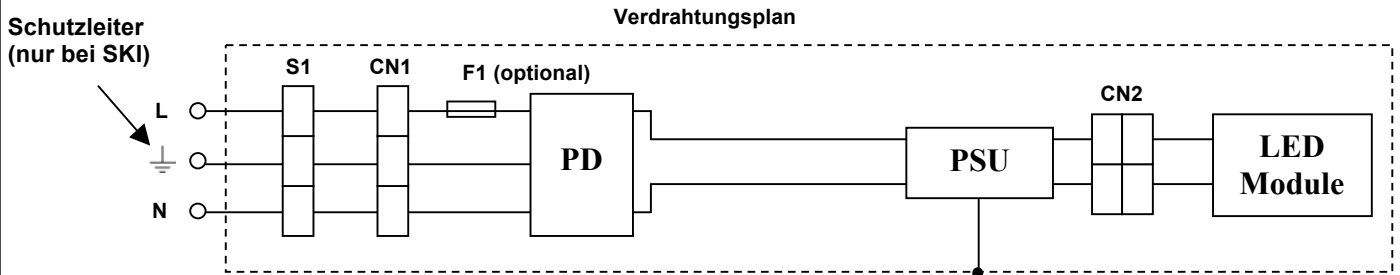 Verdrahtungsplan
Schutzleiter
(nur bei SKI)
S1
CN1
F1 (optional)
CN2
L
PD
PSU
LED
Module
N